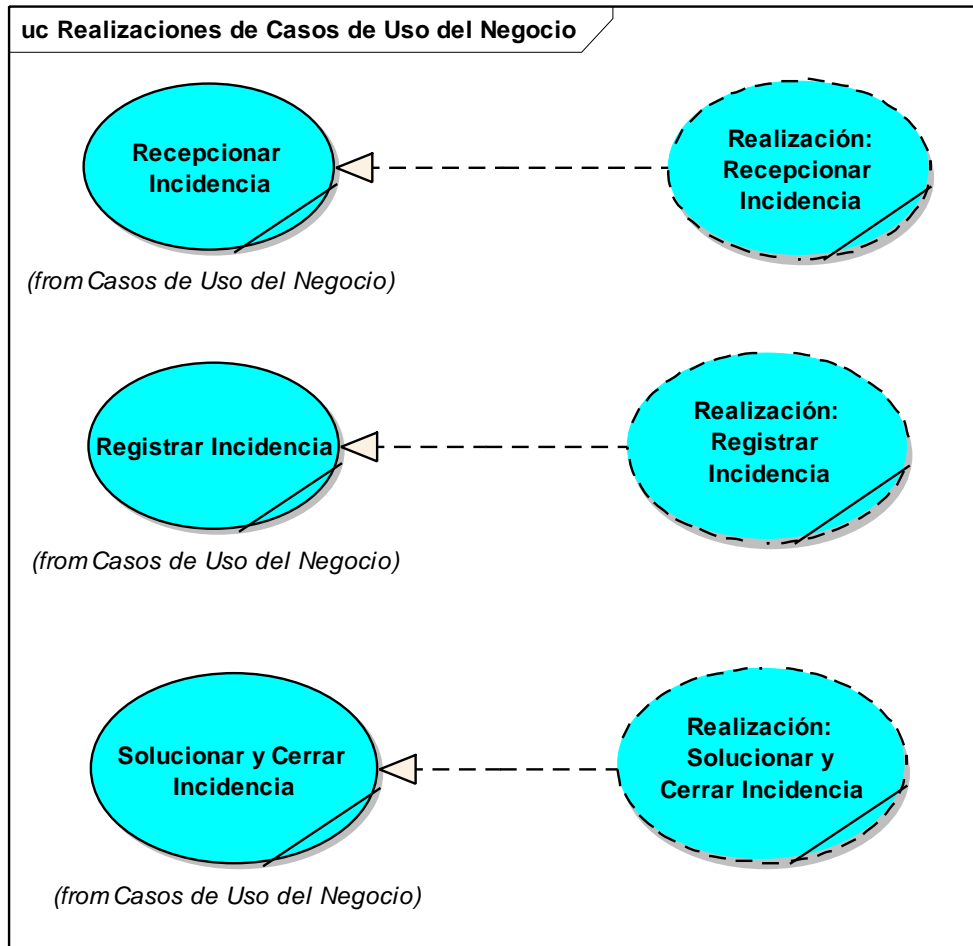 uc Realizaciones de Casos de Uso del Negocio
Recepcionar
Incidencia
Realización:
Recepcionar
Incidencia
(from Casos de Uso del Negocio)
Registrar Incidencia
Realización:
Registrar
Incidencia
(from Casos de Uso del Negocio)
Solucionar y Cerrar
Incidencia
Realización:
Solucionar y
Cerrar Incidencia
(from Casos de Uso del Negocio)